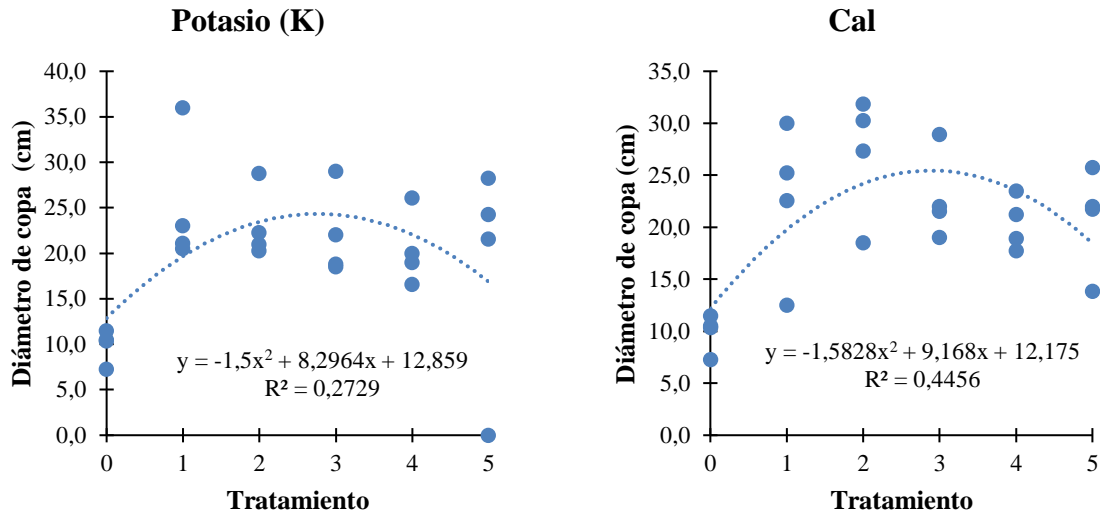 Potasio (K)
Diámetro de copa (cm)
40,0
35,0
30,0
25,0
20,0
15,0
10,0
5,0
0,0
y = -1,5x² + 8,2964x + 12,859
R² = 0,2729
0 1 2 3 4 5
Tratamiento
Cal
Diámetro de copa (cm)
35,0
30,0
25,0
20,0
15,0
10,0
5,0
0,0
y = -1,5828x² + 9,168x + 12,175
R² = 0,4456
0 1 2 3 4 5
Tratamiento